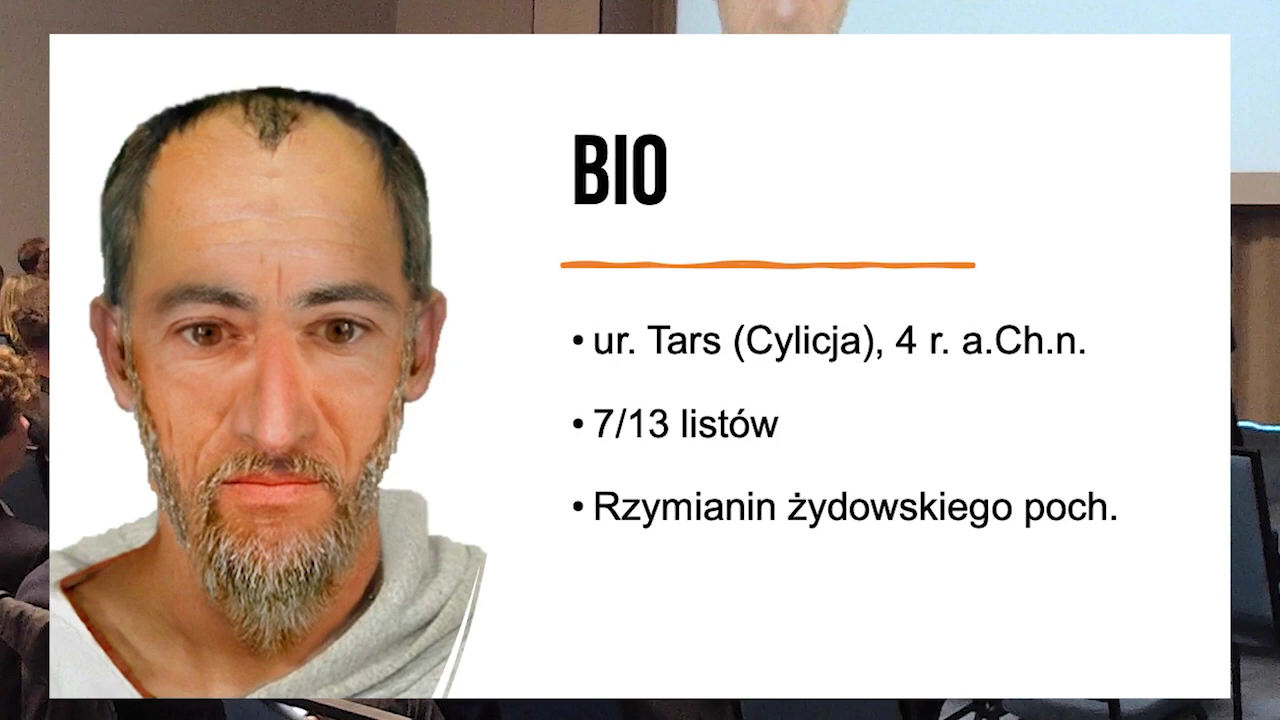 BIO
• ur. Tars (Cylicja), 4 r. a.Ch.n.
• 7/13 listów
• Rzymianin żydowskiego poch.